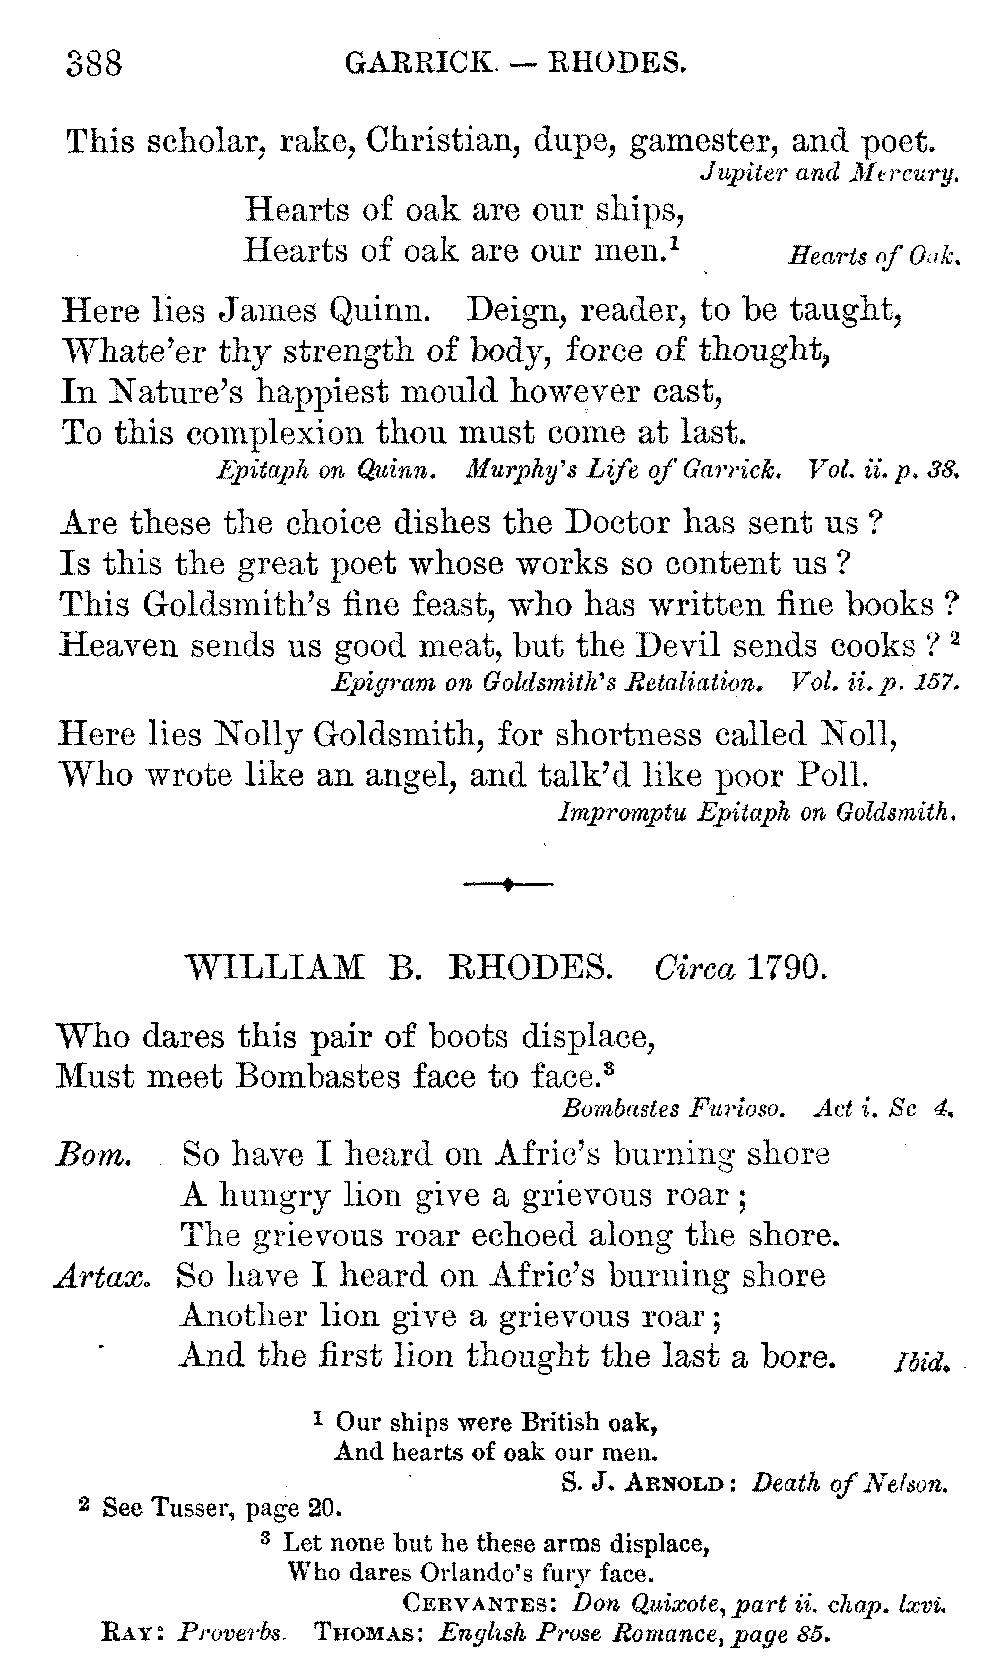 388 GARRICK. — RHODES.
This scholar, rake, Christian, dupe, gamester, and poet.
Jupiter and Mercury.
Hearts of oak are our ships,
Hearts of oak are our men.¹ Hearts of Oak.
Here lies James Quinn. Deign, reader, to be taught,
Whate'er thy strength of body, force of thought,
In Nature's happiest mould however cast,
To this complexion thou must come at last.
Epitaph on Quinn. Murphy's Life of Garrick. Vol. ii. p. 38.
Are these the choice dishes the Doctor has sent us?
Is this the great poet whose works so content us?
This Goldsmith's fine feast, who has written fine books?
Heaven sends us good meat, but the Devil sends cooks?²
Epigram on Goldsmith's Retaliation. Vol. ii. p. 157.
Here lies Nolly Goldsmith, for shortness called Noll,
Who wrote like an angel, and talk'd like poor Poll.
Impromptu Epitaph on Goldsmith.
WILLIAM B. RHODES. Circa 1790.
Who dares this pair of boots displace,
Must meet Bombastes face to face.³
Bombastes Furioso. Act i. Sc 4.
Bom. So have I heard on Afric's burning shore
A hungry lion give a grievous roar;
The grievous roar echoed along the shore.
Artax. So have I heard on Afric's burning shore
Another lion give a grievous roar;
And the first lion thought the last a bore. Ibid.
¹ Our ships were British oak,
And hearts of oak our men.
S. J. ARNOLD: Death of Nelson.
² See Tusser, page 20.
³ Let none but he these arms displace,
Who dares Orlando's fury face.
CERVANTES: Don Quixote, part ii. chap. lxvi.
RAY: Proverbs. THOMAS: English Prose Romance, page 85.